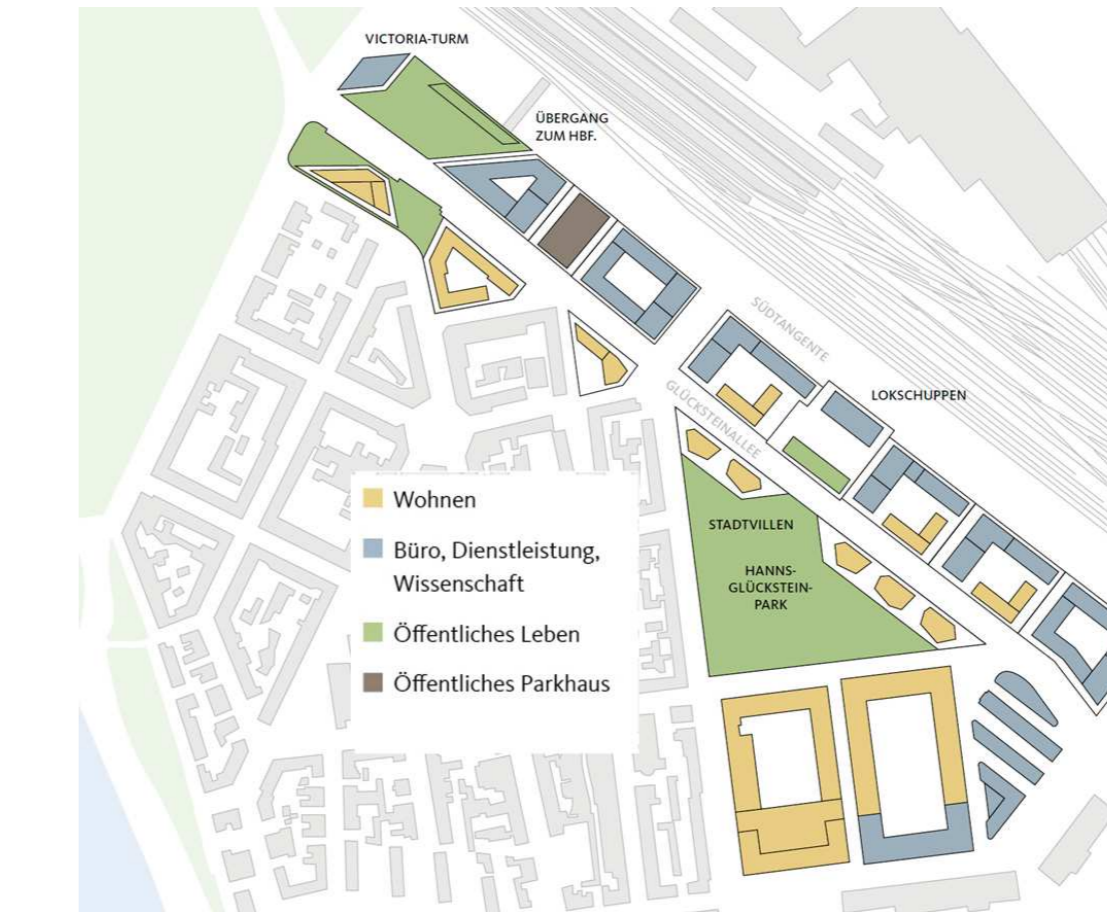 VICTORIA-TURM
ÜBERGANG
ZUM HBF.
SÜDTANGENTE
GLÜCKSTEINALLEE
LOKSCHUPPEN
Wohnen
Büro, Dienstleistung,
Wissenschaft
Öffentliches Leben
Öffentliches Parkhaus
STADTVILLEN
HANNS-
GLÜCKSTEIN-
PARK